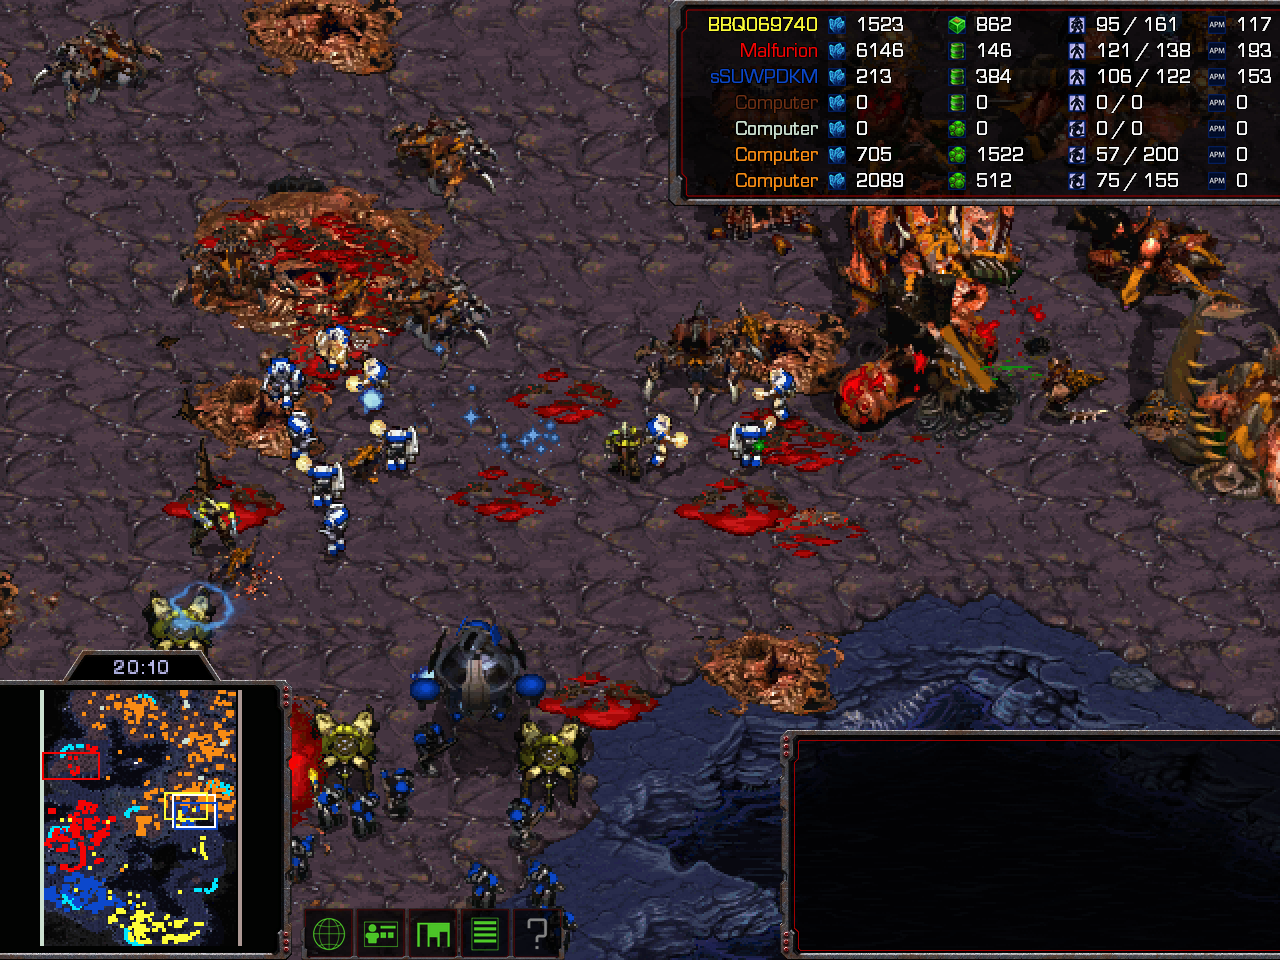 BBQ069740 1523 862 95 / 161 APM 117
Malfurion 6146 146 121 / 138 APM 193
sSUWPDKM 213 384 106 / 122 APM 153
Computer 0 0 0 / 0 APM 0
Computer 0 0 0 / 0 APM 0
Computer 705 1522 57 / 200 APM 0
Computer 2089 512 75 / 155 APM 0
20:10
?